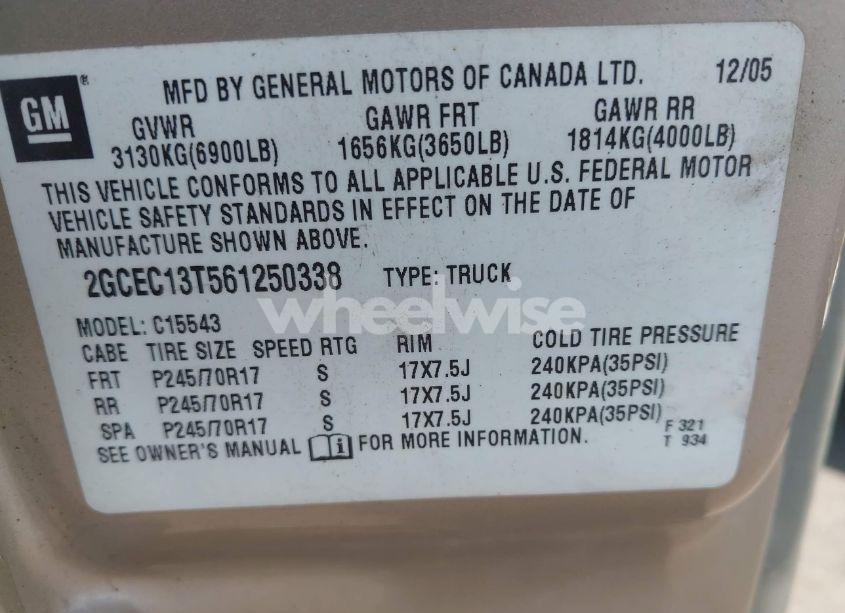 GM ®
MFD BY GENERAL MOTORS OF CANADA LTD. 12/05
GVWR GAWR FRT GAWR RR
3130KG(6900LB) 1656KG(3650LB) 1814KG(4000LB)
THIS VEHICLE CONFORMS TO ALL APPLICABLE U.S. FEDERAL MOTOR
VEHICLE SAFETY STANDARDS IN EFFECT ON THE DATE OF
MANUFACTURE SHOWN ABOVE.
2GCEC13T561250338 TYPE: TRUCK
wheelwise
MODEL: C15543
CABE TIRE SIZE SPEED RTG RIM COLD TIRE PRESSURE
FRT P245/70R17 S 17X7.5J 240KPA(35PSI)
RR P245/70R17 S 17X7.5J 240KPA(35PSI)
SPA P245/70R17 S 17X7.5J 240KPA(35PSI)
SEE OWNER'S MANUAL i FOR MORE INFORMATION.
F 321
T 934